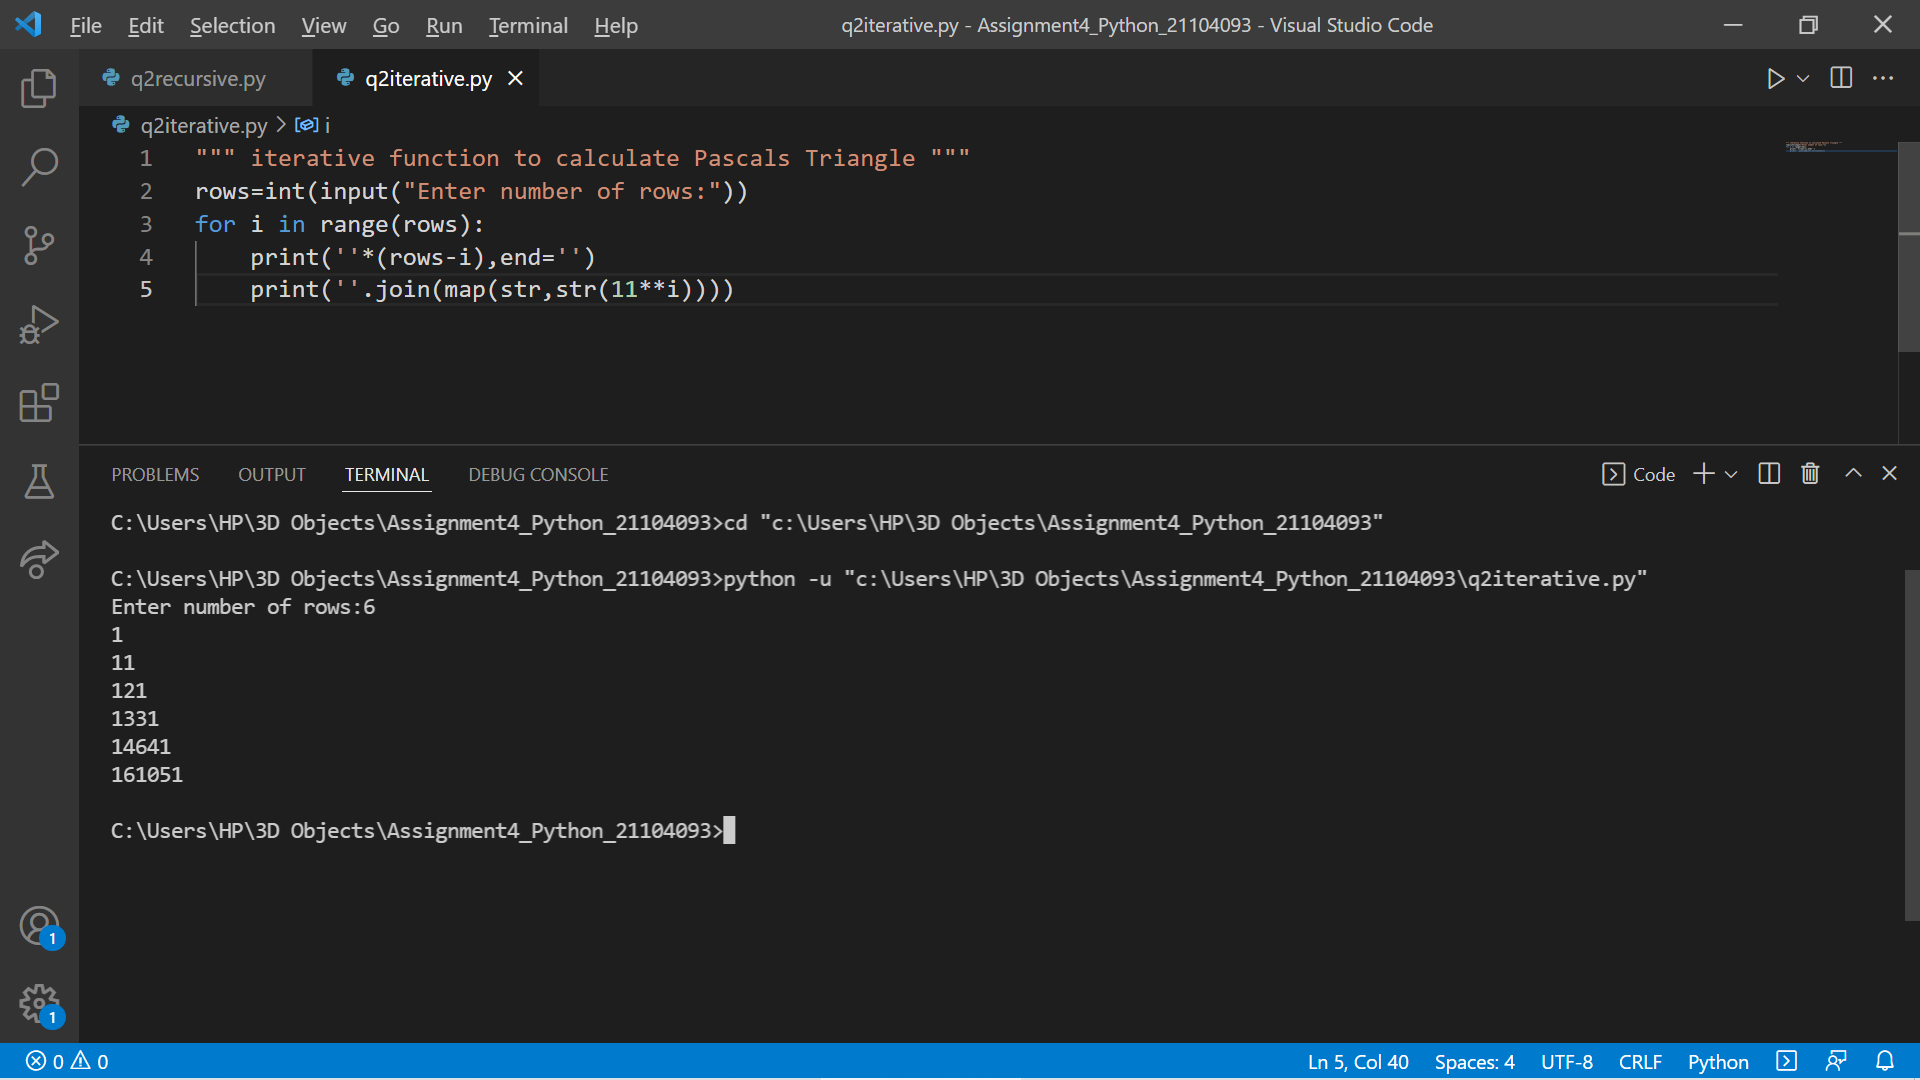 File Edit Selection View Go Run Terminal Help q2iterative.py - Assignment4_Python_21104093 - Visual Studio Code
q2recursive.py q2iterative.py
q2iterative.py > i
1 """ iterative function to calculate Pascals Triangle """
2 rows=int(input("Enter number of rows:"))
3 for i in range(rows):
4 print(''*(rows-i),end='')
5 print(''.join(map(str,str(11**i))))
PROBLEMS OUTPUT TERMINAL DEBUG CONSOLE Code
C:\Users\HP\3D Objects\Assignment4_Python_21104093>cd "c:\Users\HP\3D Objects\Assignment4_Python_21104093"
C:\Users\HP\3D Objects\Assignment4_Python_21104093>python -u "c:\Users\HP\3D Objects\Assignment4_Python_21104093\q2iterative.py"
Enter number of rows:6
1
11
121
1331
14641
161051
C:\Users\HP\3D Objects\Assignment4_Python_21104093>
1
1
0 0 Ln 5, Col 40 Spaces: 4 UTF-8 CRLF Python